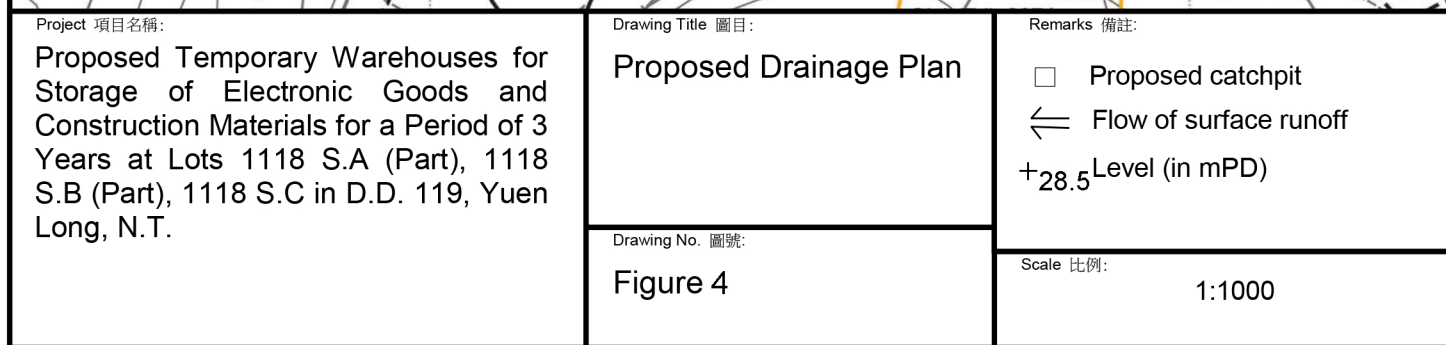 Project 項目名稱:
Proposed Temporary Warehouses for
Storage of Electronic Goods and
Construction Materials for a Period of 3
Years at Lots 1118 S.A (Part), 1118
S.B (Part), 1118 S.C in D.D. 119, Yuen
Long, N.T.
Drawing Title 圖目:
Proposed Drainage Plan
Drawing No. 圖號:
Figure 4
Remarks 備註:
Proposed catchpit
Flow of surface runoff
+28.5 Level (in mPD)
Scale 比例:
1:1000